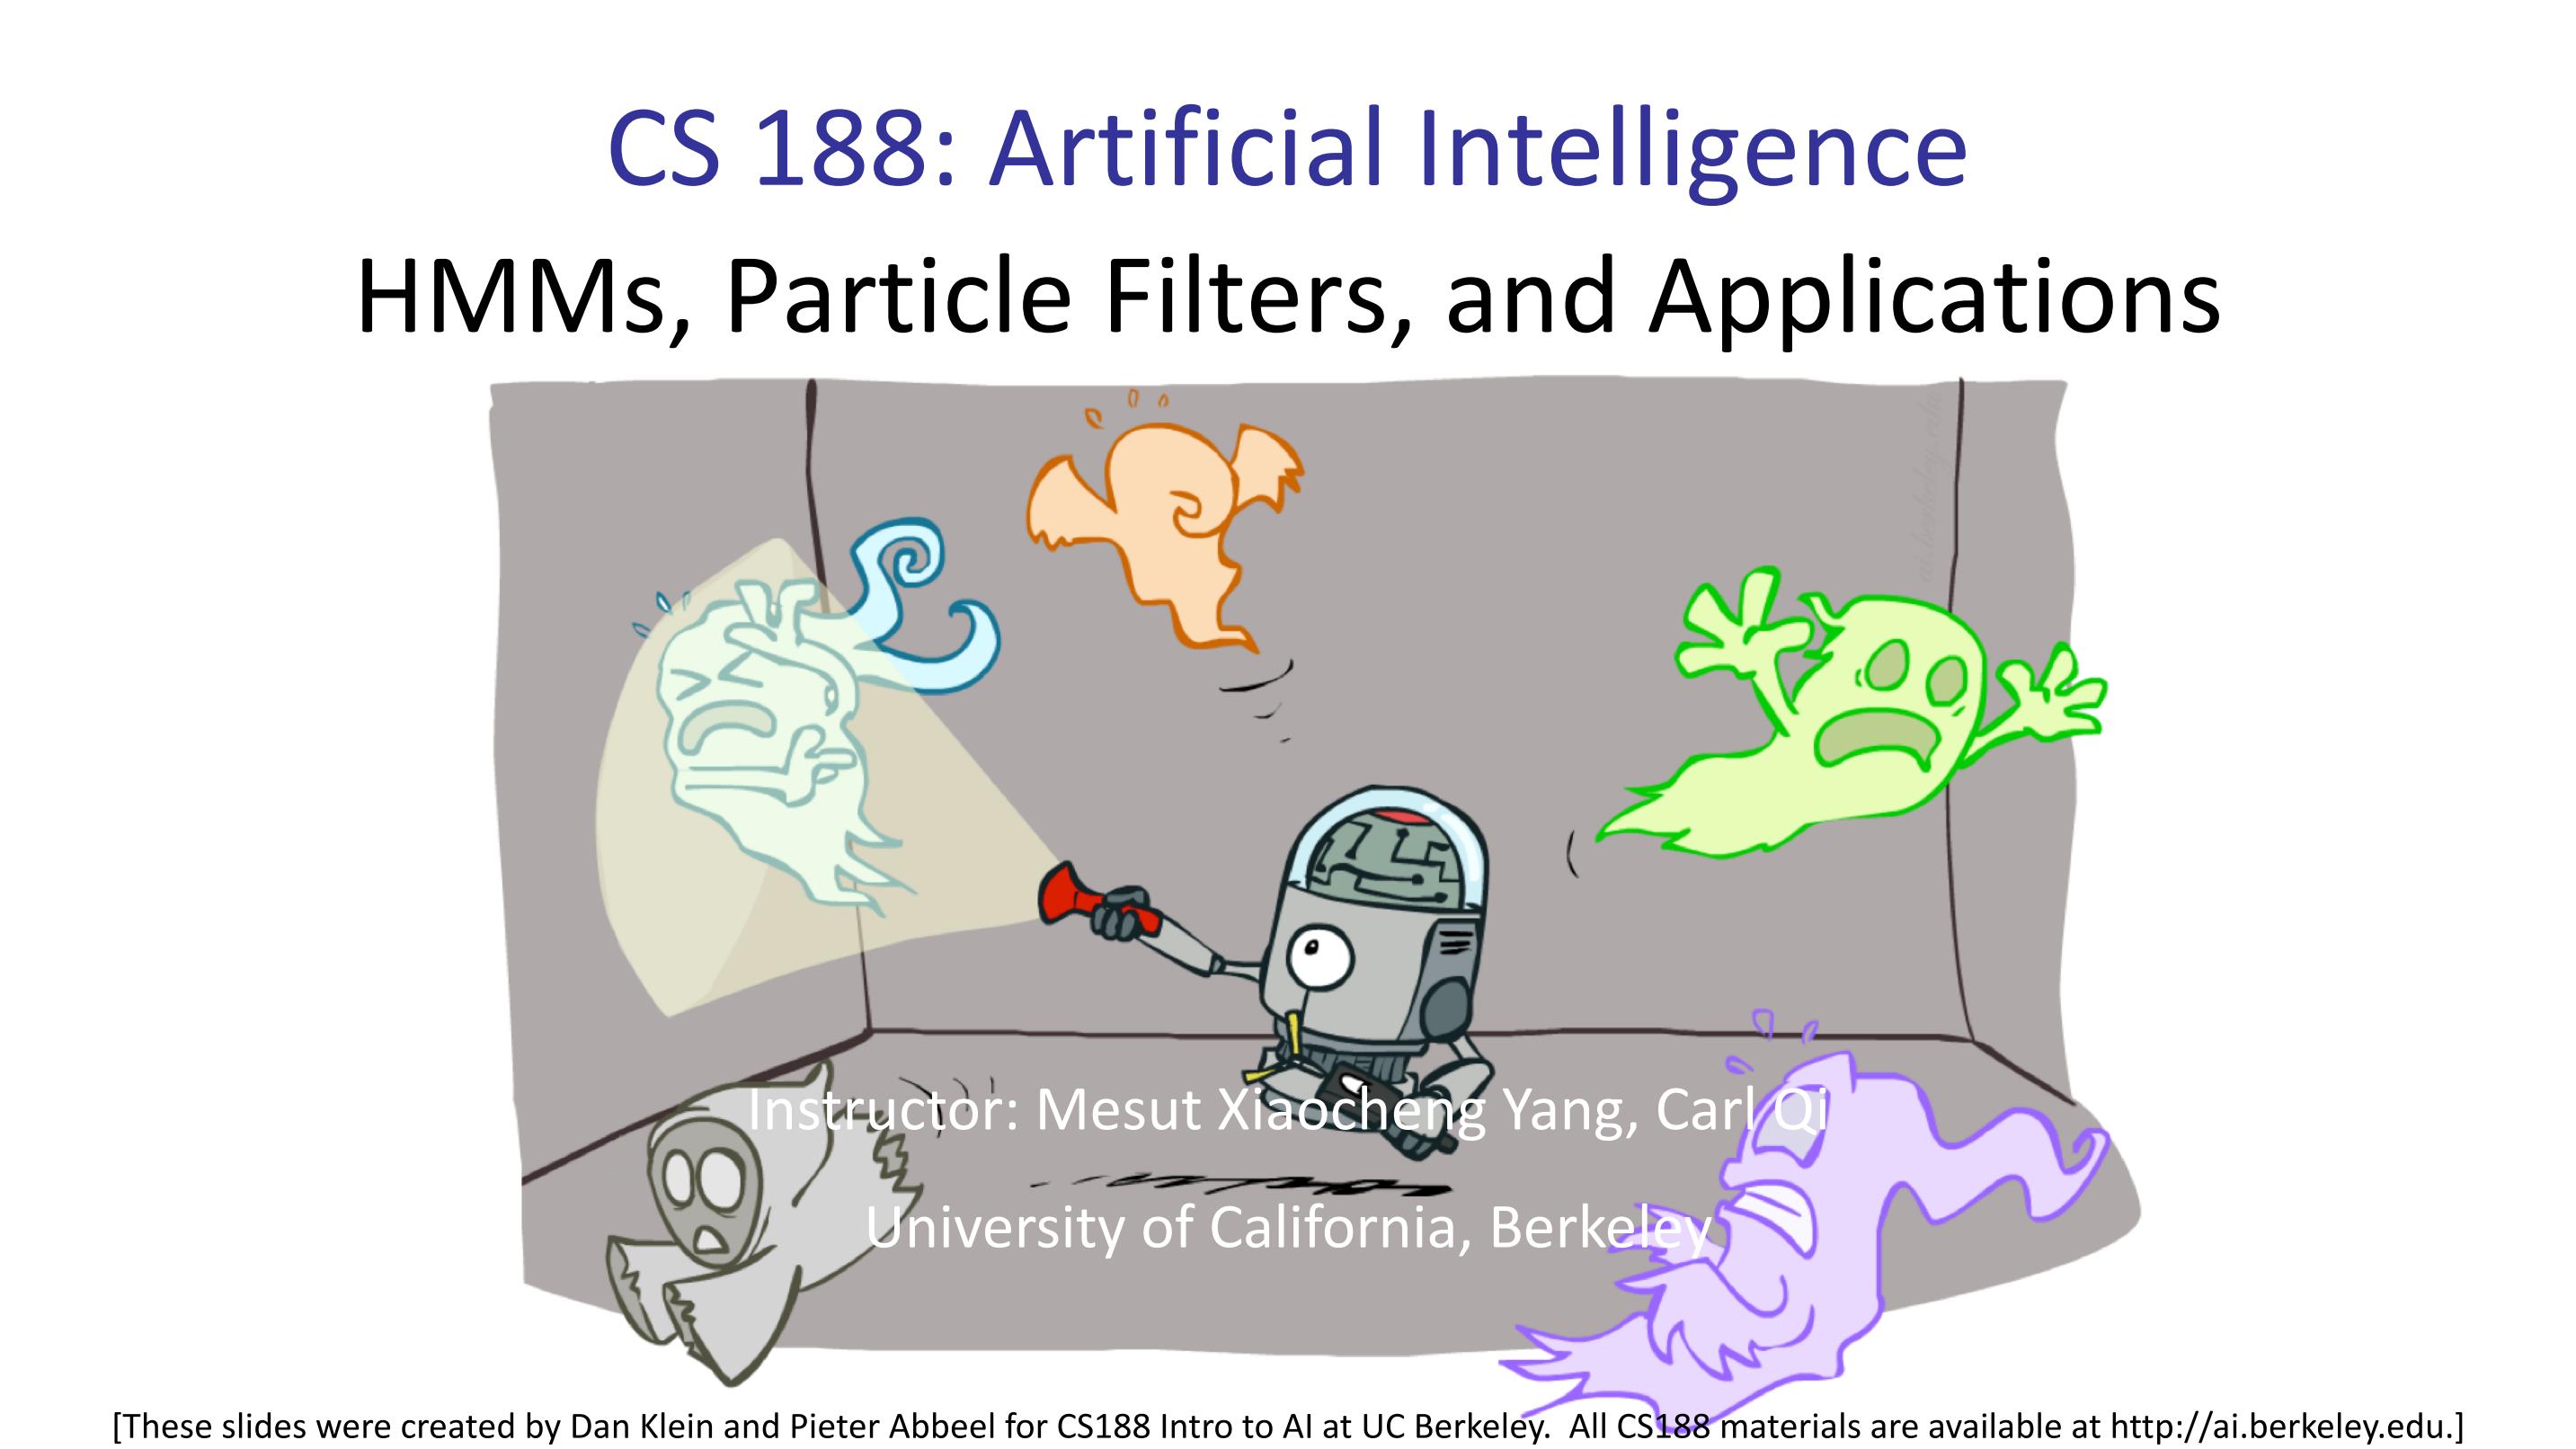 CS 188: Artificial Intelligence
HMMs, Particle Filters, and Applications
Instructor: Mesut Xiaocheng Yang, Carl Qi
University of California, Berkeley
[These slides were created by Dan Klein and Pieter Abbeel for CS188 Intro to AI at UC Berkeley.  All CS188 materials are available at http://ai.berkeley.edu.]